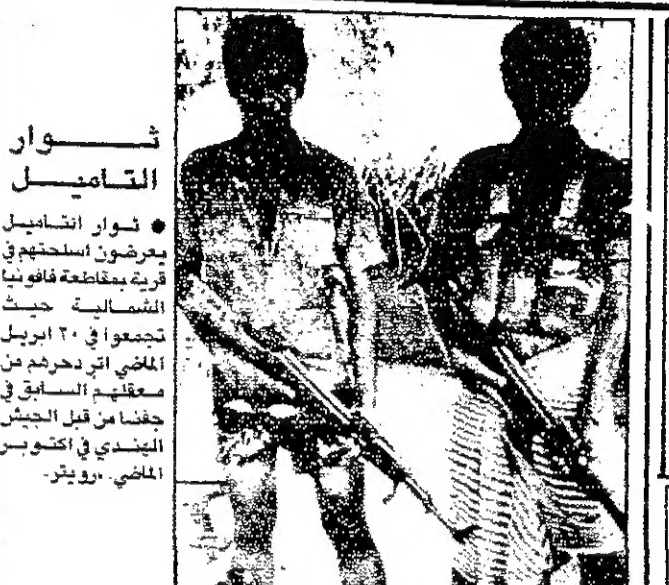 ثوار
التاميل
● ثوار التاميل
يعرضون اسلحتهم في
قرية بمقاطعة فافونيا
الشمالية حيث
تجمعوا في ٣٠ ابريل
الماضي اثر دحرهم من
معقلهم السابق في
جفنا من قبل الجيش
الهندي في اكتوبر
الماضي. «رويتر»